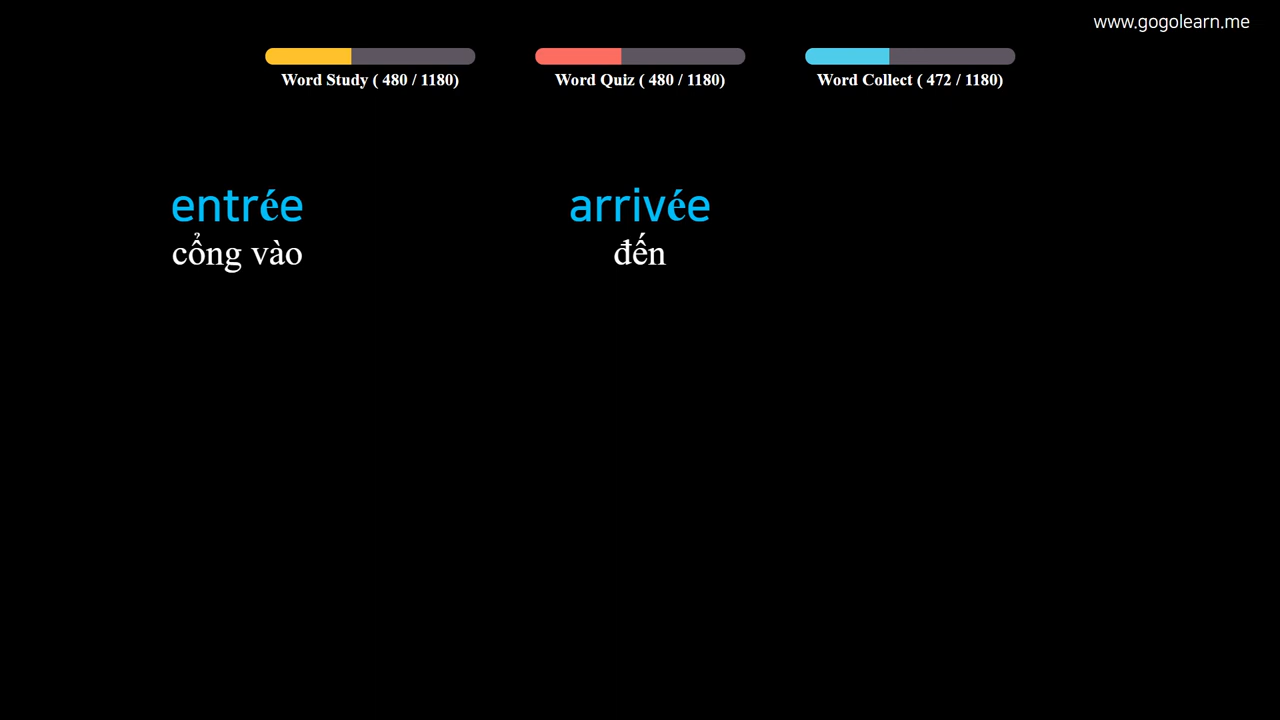 www.gogolearn.me
Word Study ( 480 / 1180)
Word Quiz ( 480 / 1180)
Word Collect ( 472 / 1180)
entrée
cổng vào
arrivée
đến